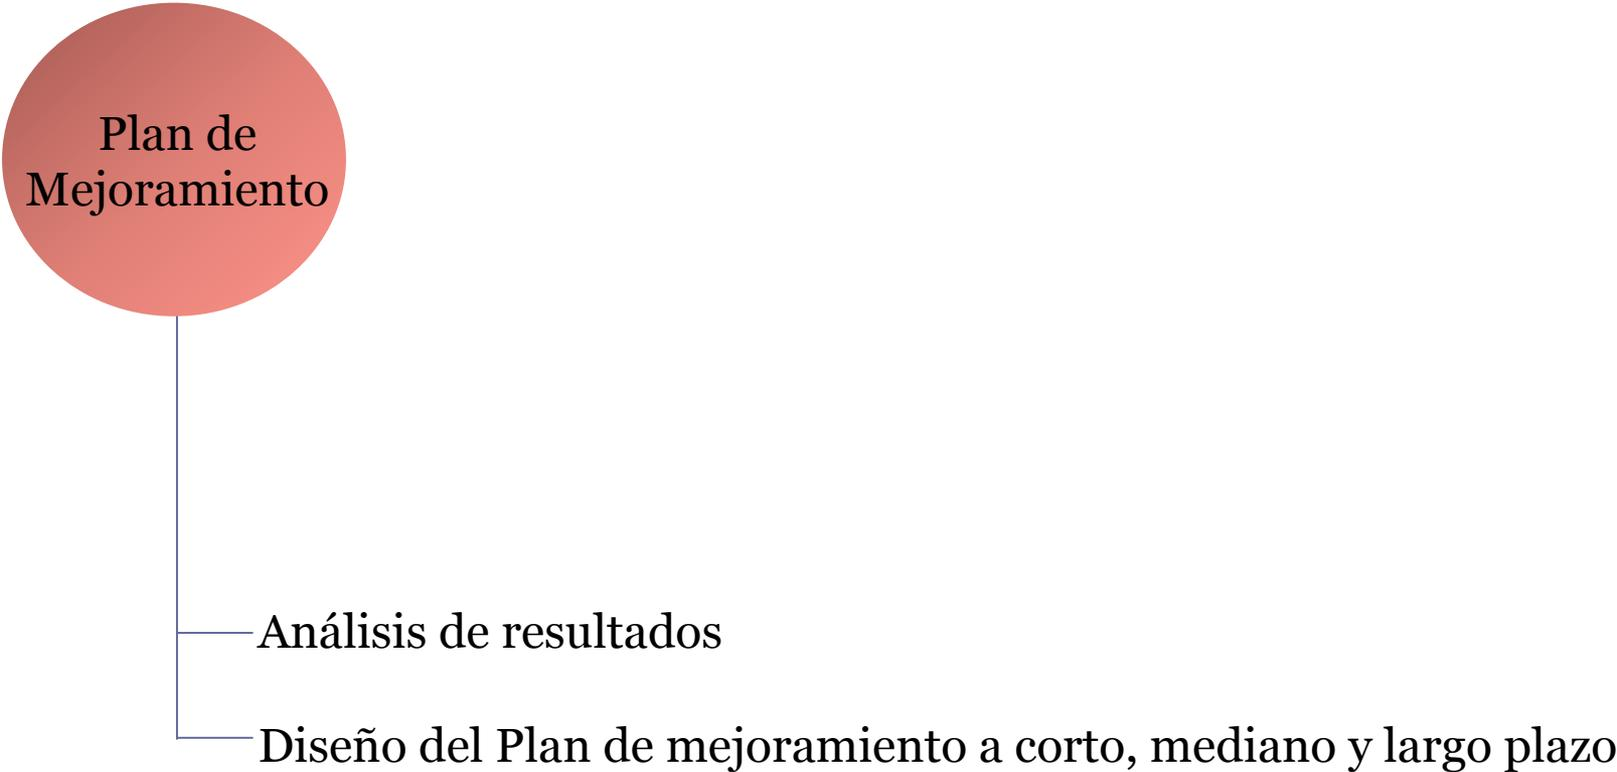 Plan de
Mejoramiento
Análisis de resultados
Diseño del Plan de mejoramiento a corto, mediano y largo plazo